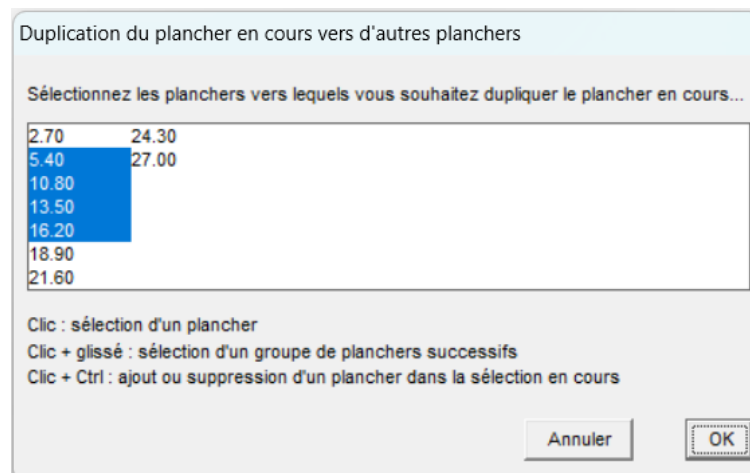 Duplication du plancher en cours vers d'autres planchers
Sélectionnez les planchers vers lesquels vous souhaitez dupliquer le plancher en cours...
2.70 24.30
5.40 27.00
10.80
13.50
16.20
18.90
21.60
Clic : sélection d'un plancher
Clic + glissé : sélection d'un groupe de planchers successifs
Clic + Ctrl : ajout ou suppression d'un plancher dans la sélection en cours
Annuler OK